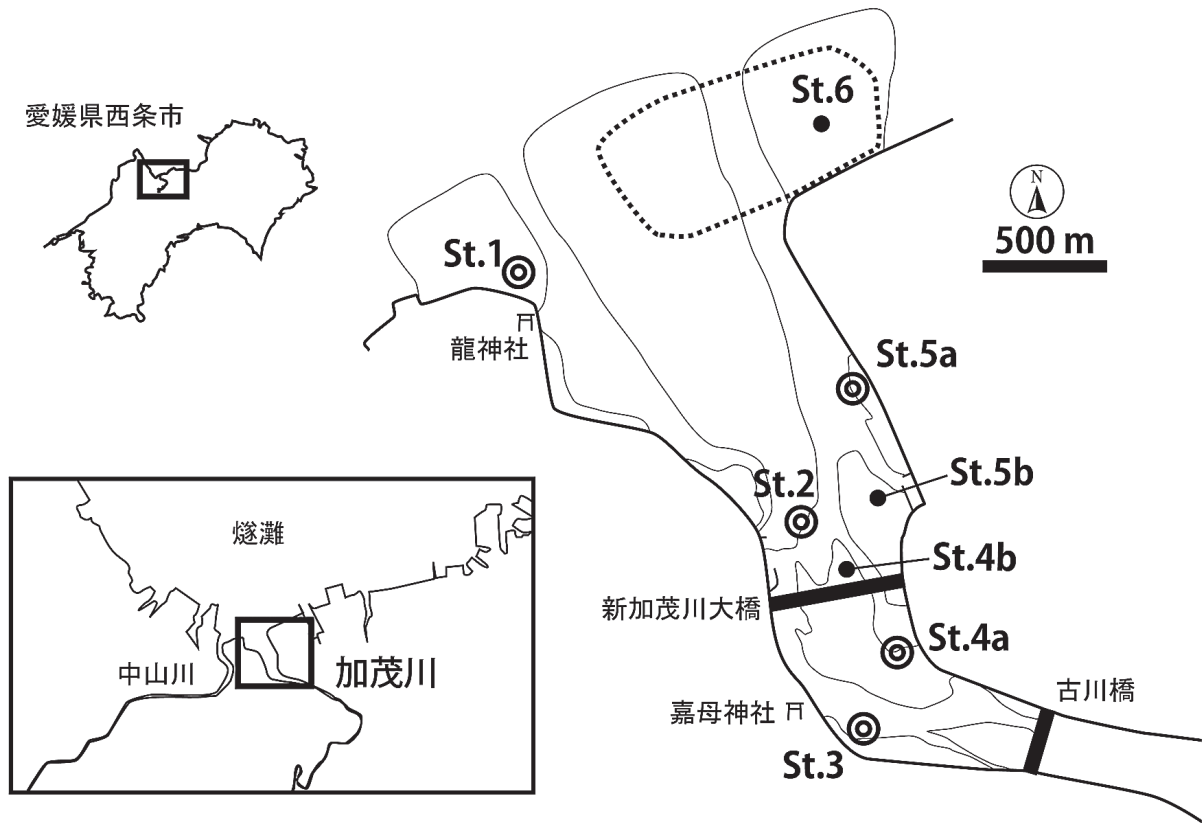 愛媛県西条市
St.6
N
500 m
St.1
龍神社
St.5a
St.2
St.5b
燧灘
St.4b
新加茂川大橋
St.4a
中山川
加茂川
古川橋
嘉母神社
St.3